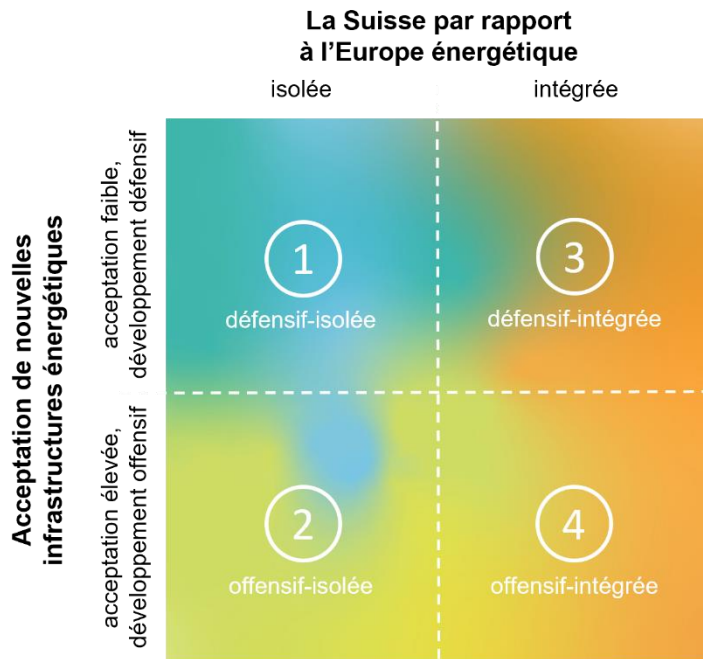 La Suisse par rapport
à l’Europe énergétique
isolée
intégrée
Acceptation de nouvelles
infrastructures énergétiques
acceptation faible,
développement défensif
1
défensif-isolée
3
défensif-intégrée
acceptation élevée,
développement offensif
2
offensif-isolée
4
offensif-intégrée